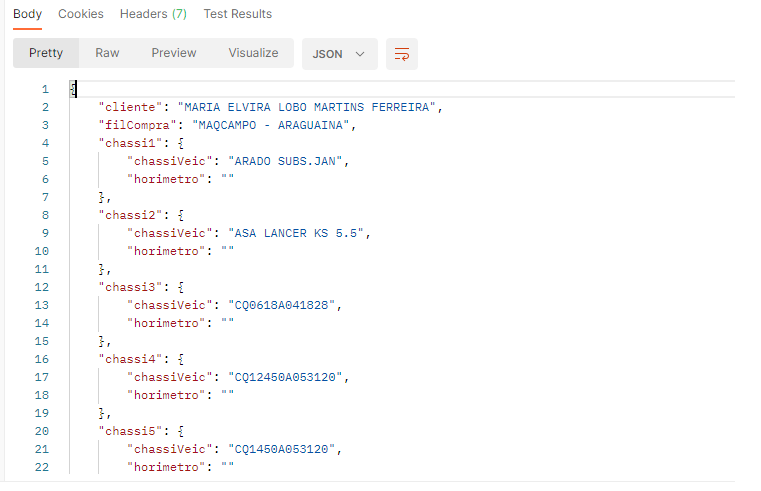 Body Cookies Headers (7) Test Results
Pretty Raw Preview Visualize JSON
1 {
2 "cliente": "MARIA ELVIRA LOBO MARTINS FERREIRA",
3 "filCompra": "MAQCAMPO - ARAGUAINA",
4 "chassi1": {
5 "chassiVeic": "ARADO SUBS.JAN",
6 "horimetro": ""
7 },
8 "chassi2": {
9 "chassiVeic": "ASA LANCER KS 5.5",
10 "horimetro": ""
11 },
12 "chassi3": {
13 "chassiVeic": "CQ0618A041828",
14 "horimetro": ""
15 },
16 "chassi4": {
17 "chassiVeic": "CQ12450A053120",
18 "horimetro": ""
19 },
20 "chassi5": {
21 "chassiVeic": "CQ1450A053120",
22 "horimetro": ""